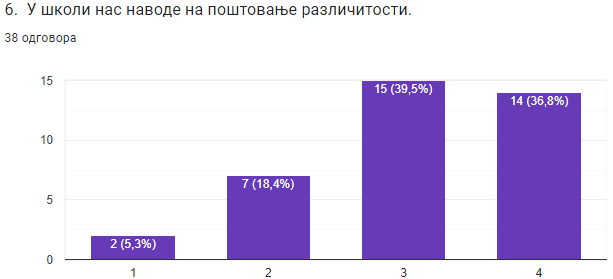 6. У школи нас наводе на поштовање различитости.
38 одговора
15
10
5
0
2 (5,3%)
7 (18,4%)
15 (39,5%)
14 (36,8%)
1 2 3 4